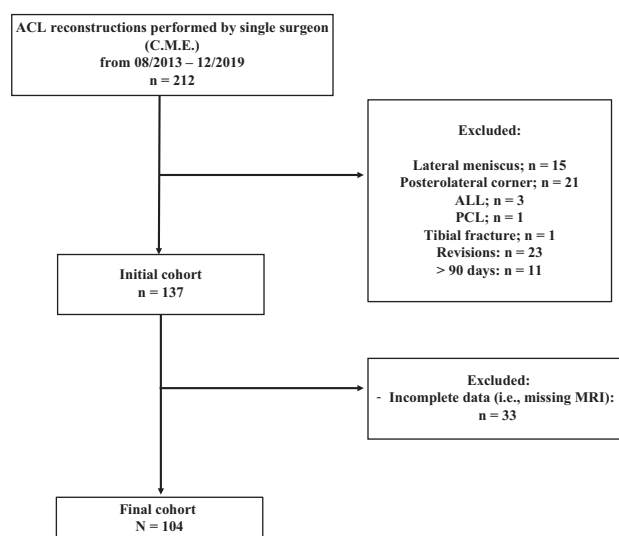 ACL reconstructions performed by single surgeon
(C.M.E.)
from 08/2013 – 12/2019
n = 212
Excluded:
Lateral meniscus; n = 15
Posterolateral corner; n = 21
ALL; n = 3
PCL; n = 1
Tibial fracture; n = 1
Revisions: n = 23
> 90 days: n = 11
Initial cohort
n = 137
Excluded:
- Incomplete data (i.e., missing MRI):
n = 33
Final cohort
N = 104